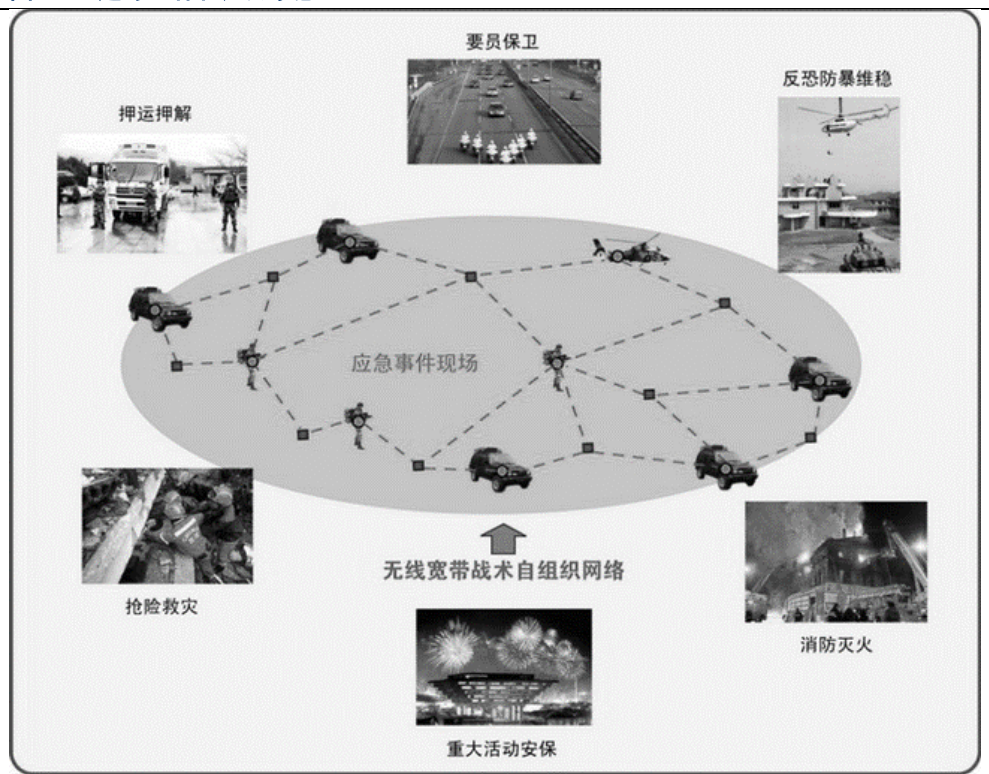 要员保卫
反恐防暴维稳
押运押解
应急事件现场
无线宽带战术自组织网络
抢险救灾
消防灭火
重大活动安保